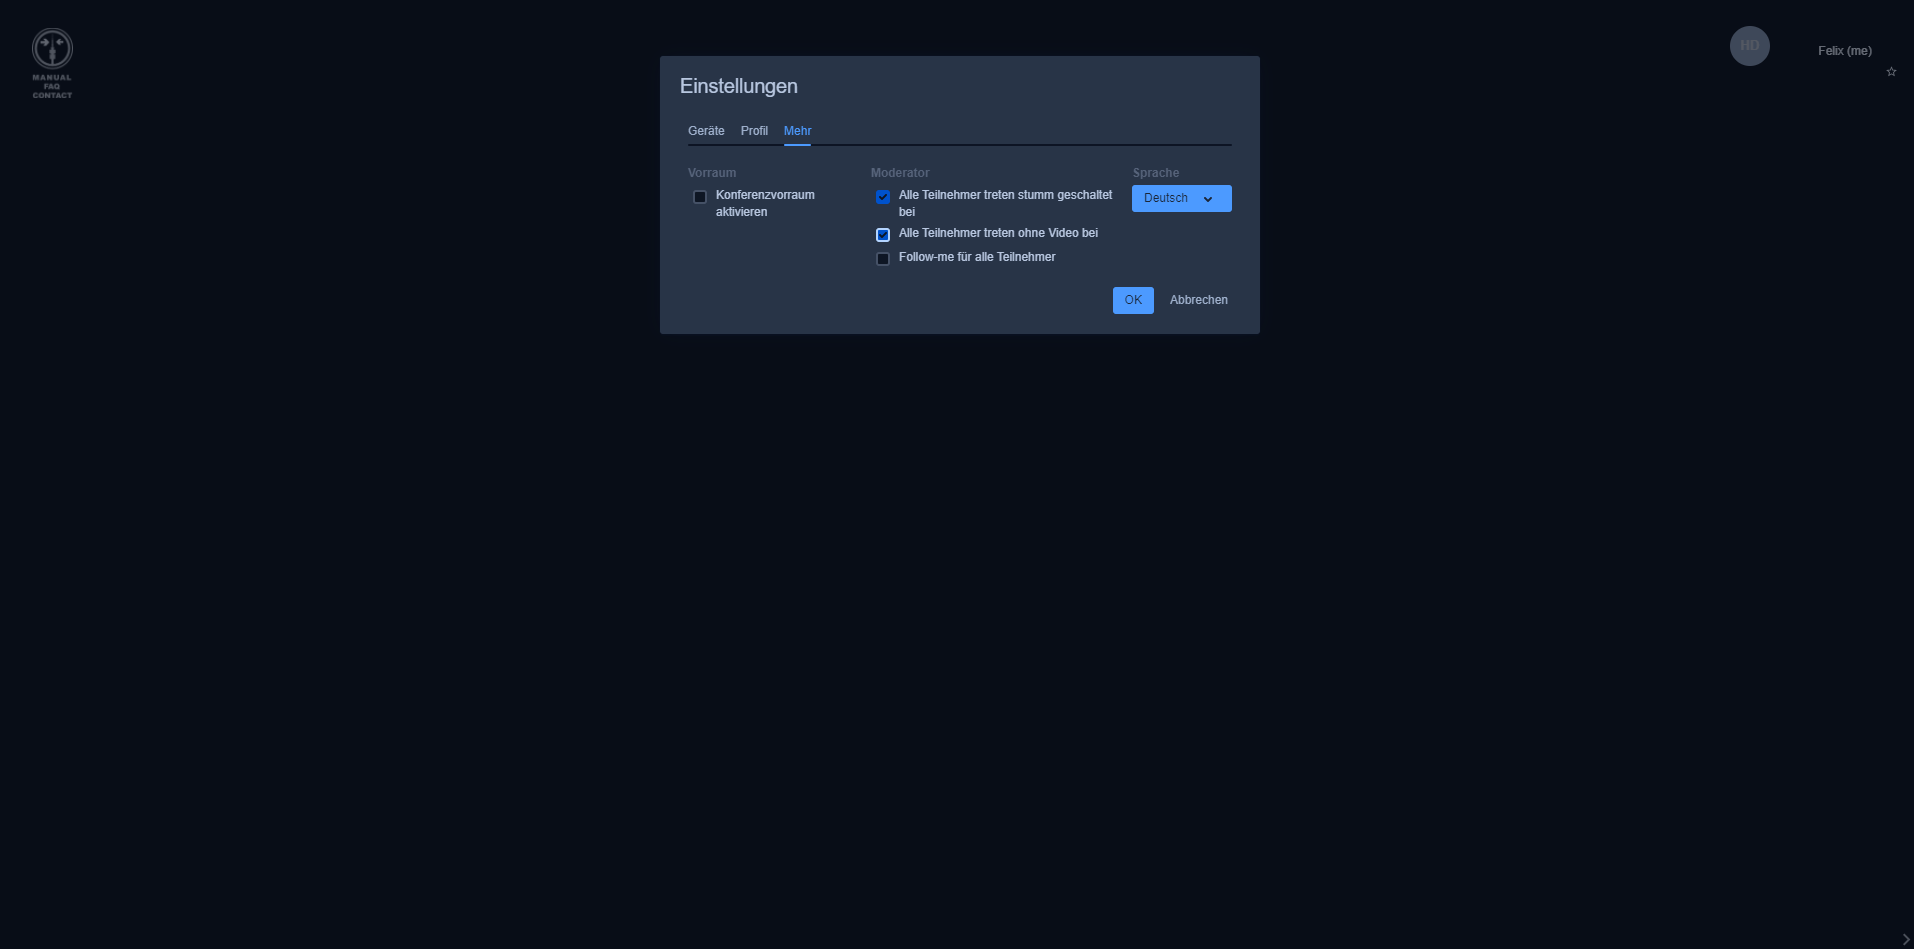 MANUAL
FAQ
CONTACT
HD
Felix (me)
Einstellungen
Geräte Profil Mehr
Vorraum
Konferenzvorraum
aktivieren
Moderator
Alle Teilnehmer treten stumm geschaltet
bei
Alle Teilnehmer treten ohne Video bei
Follow-me für alle Teilnehmer
Sprache
Deutsch
OK Abbrechen